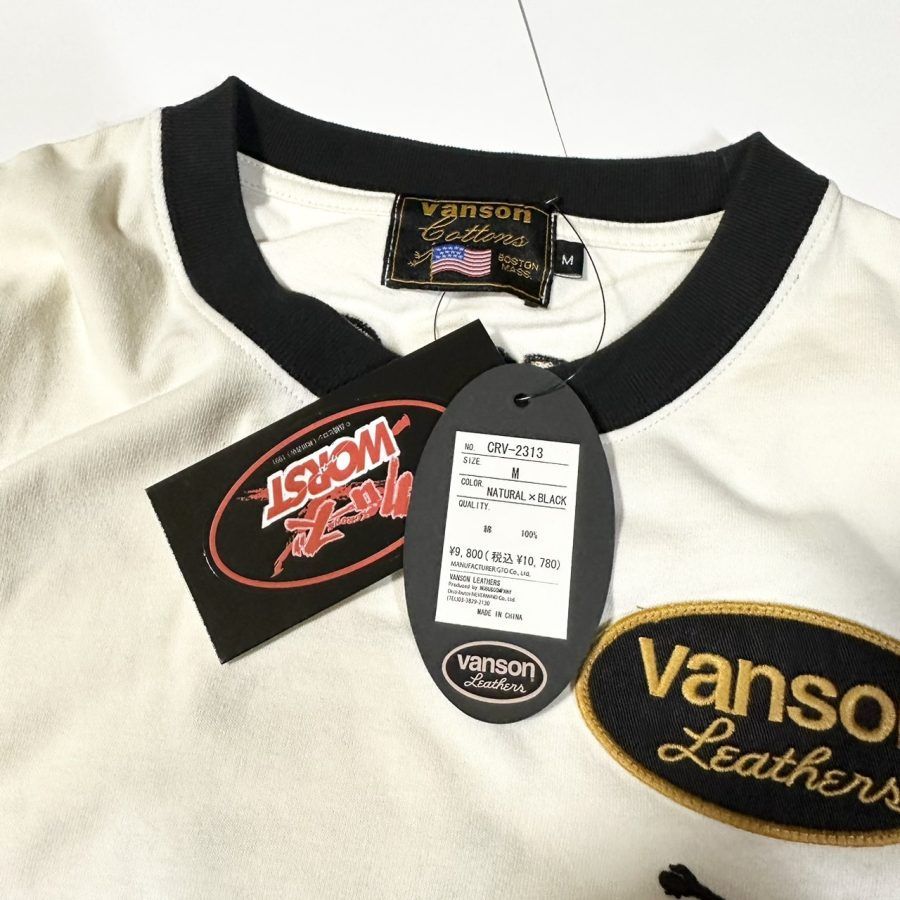 vanson
Cottons
BOSTON
MASS.
M
WORST
NO. CRV-2313
SIZE. M
COLOR. NATURAL×BLACK
QUALITY.
綿 100%
¥9,800(税込¥10,780)
MANUFACTURER:GTO Co., Ltd.
VANSON LEATHERS
MADE IN CHINA
vanson
Leathers
vanson
Leathers